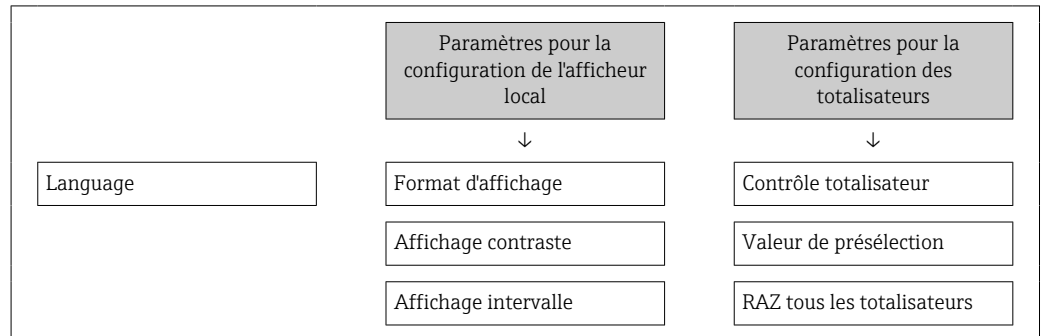 Paramètres pour la
configuration de l'afficheur
local
Paramètres pour la
configuration des
totalisateurs
↓
↓
Language
Format d'affichage
Contrôle totalisateur
Affichage contraste
Valeur de présélection
Affichage intervalle
RAZ tous les totalisateurs